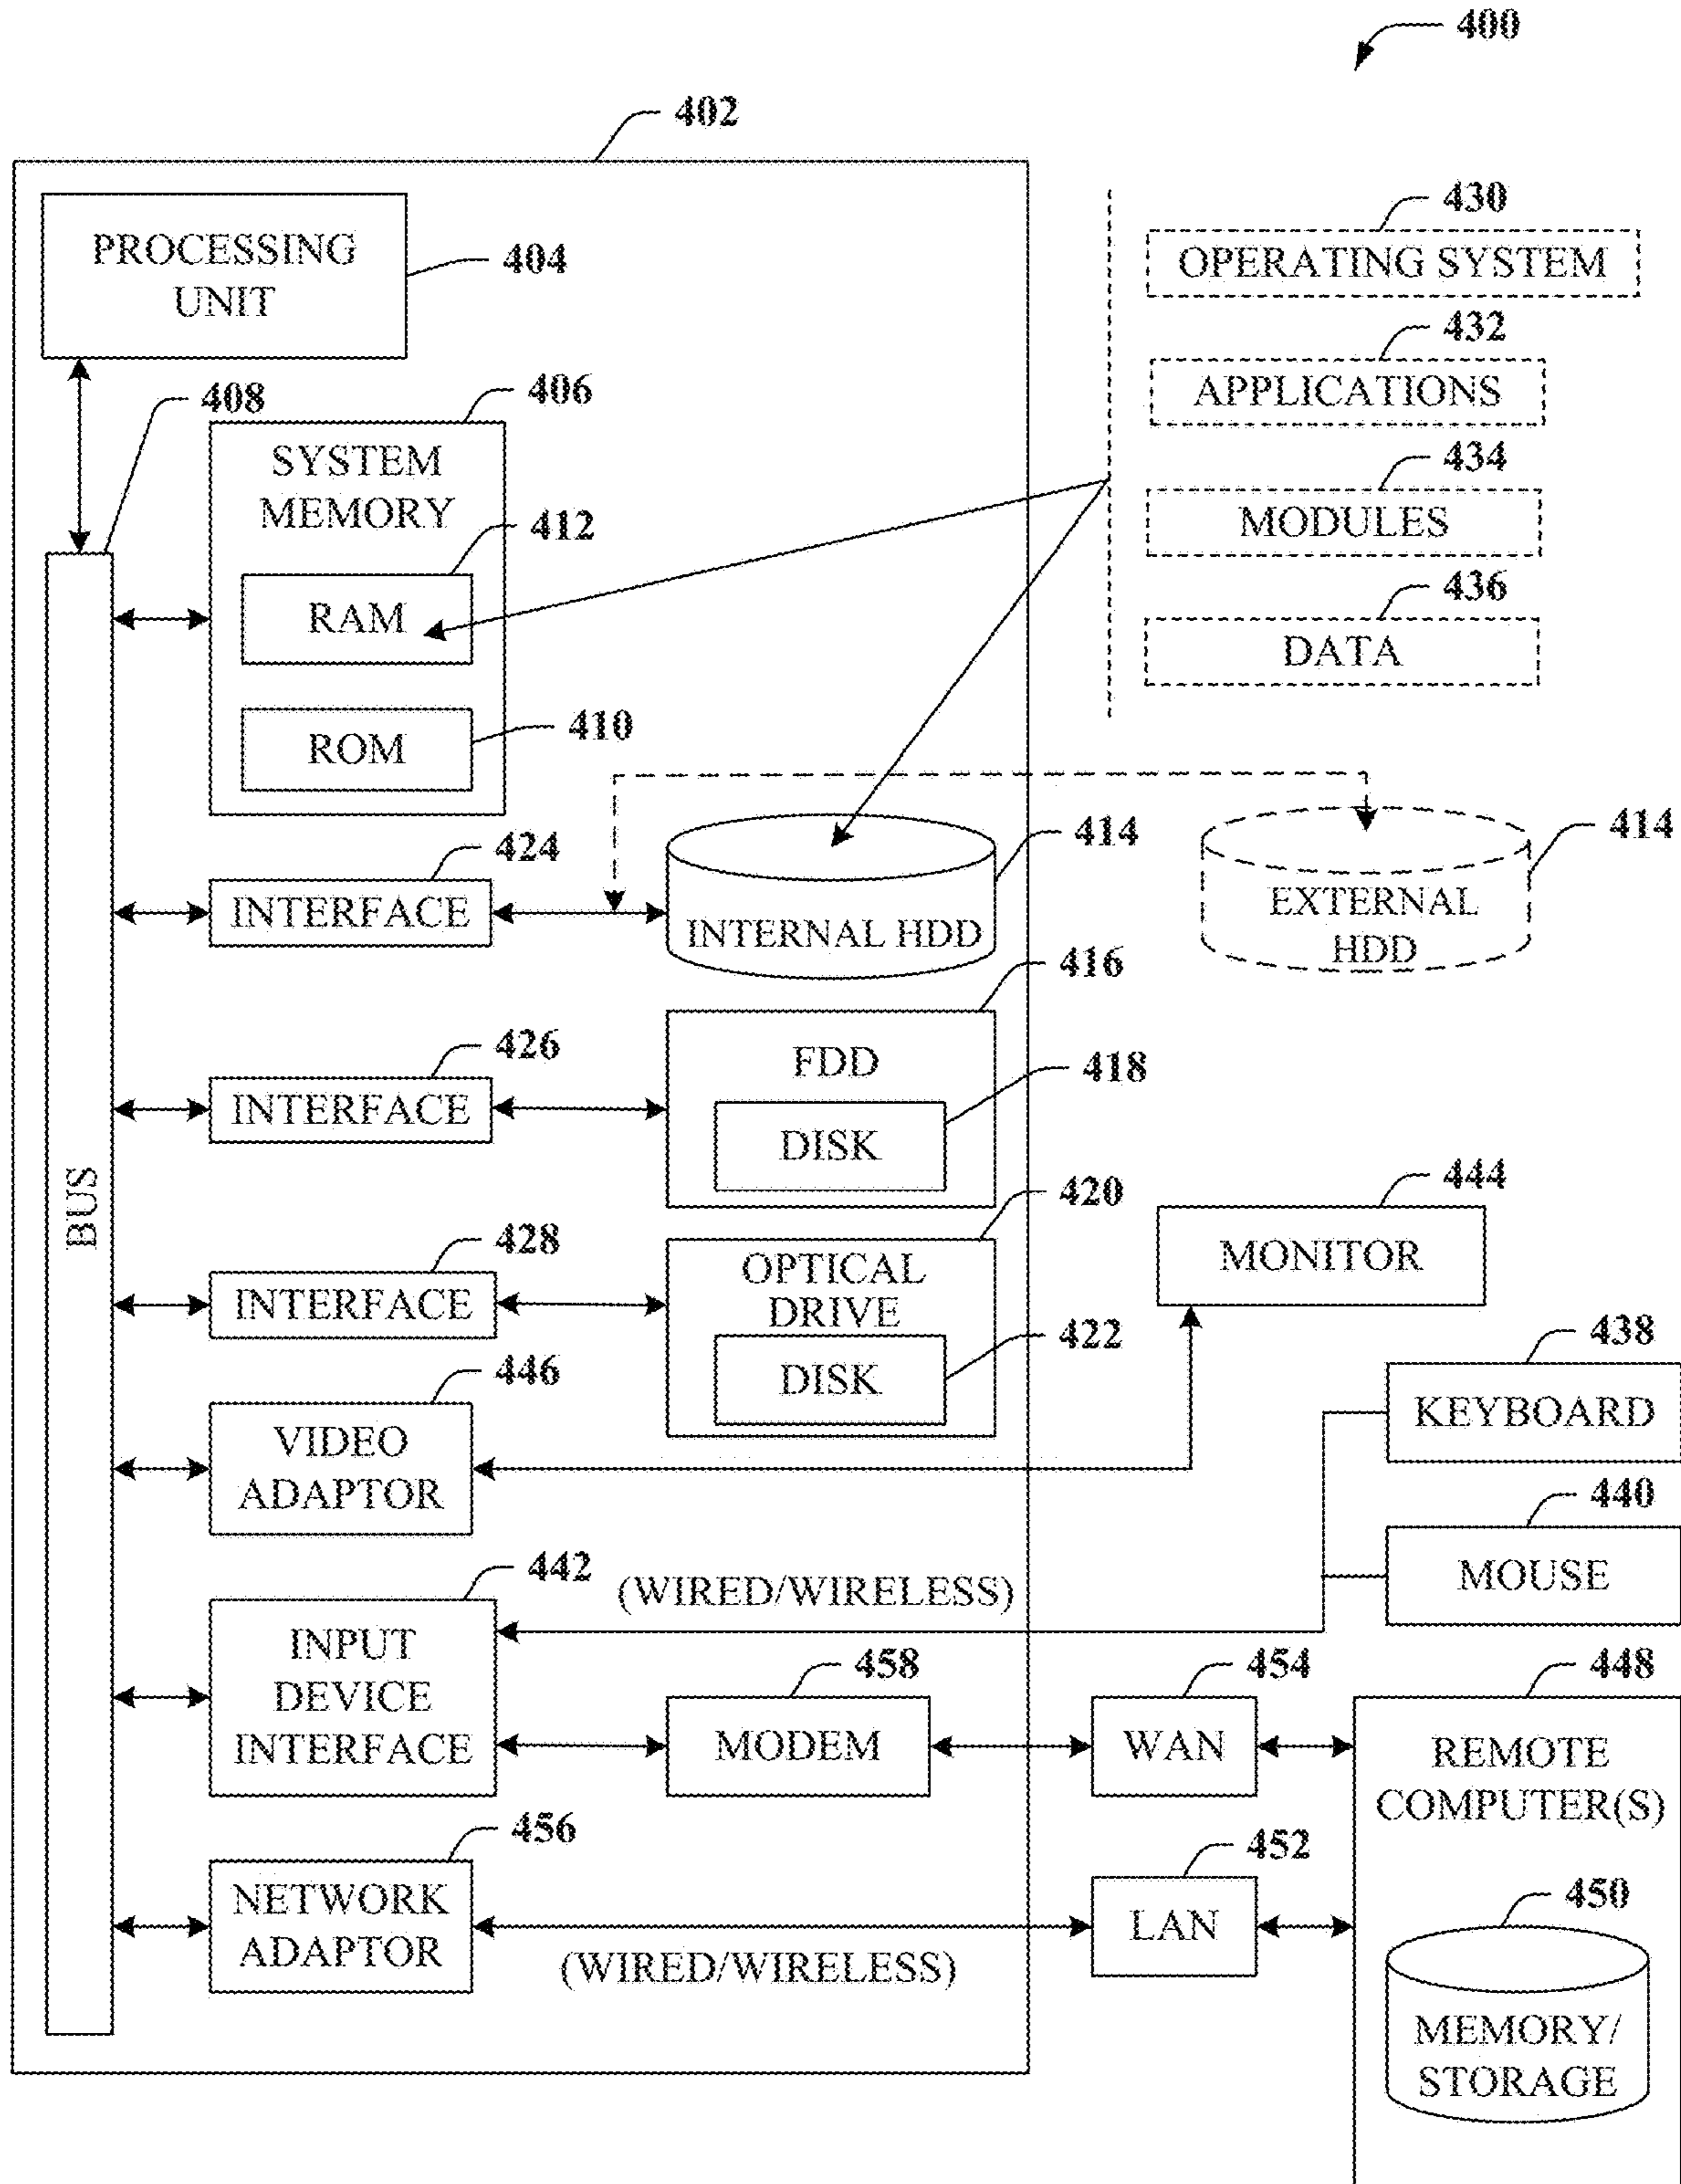 400
402
PROCESSING
UNIT
404
430
OPERATING SYSTEM
432
APPLICATIONS
434
MODULES
436
DATA
408
406
SYSTEM
MEMORY
412
RAM
410
ROM
BUS
424
INTERFACE
414
INTERNAL HDD
414
EXTERNAL
HDD
426
INTERFACE
416
FDD
418
DISK
428
INTERFACE
420
OPTICAL
DRIVE
422
DISK
444
MONITOR
446
VIDEO
ADAPTOR
438
KEYBOARD
440
MOUSE
442
INPUT
DEVICE
INTERFACE
(WIRED/WIRELESS)
458
MODEM
454
WAN
448
REMOTE
COMPUTER(S)
456
NETWORK
ADAPTOR
(WIRED/WIRELESS)
452
LAN
450
MEMORY/
STORAGE